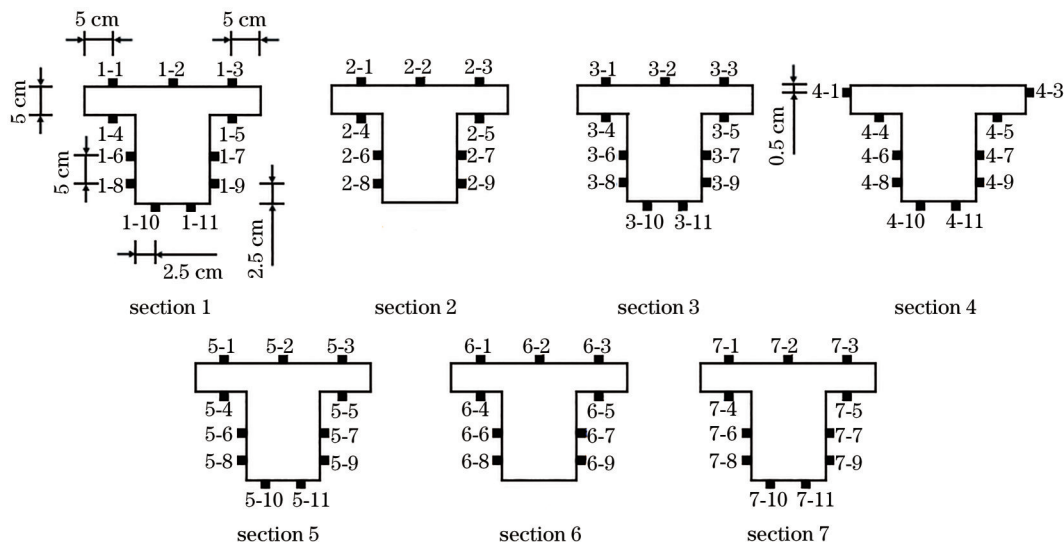 5 cm 5 cm
1-1 1-2 1-3
5 cm
1-4 1-5
1-6 1-7
5 cm
1-8 1-9
1-10 1-11
2.5 cm
2.5 cm
section 1
2-1 2-2 2-3
2-4 2-5
2-6 2-7
2-8 2-9
section 2
3-1 3-2 3-3
3-4 3-5
3-6 3-7
3-8 3-9
3-10 3-11
section 3
0.5 cm
4-1 4-3
4-4 4-5
4-6 4-7
4-8 4-9
4-10 4-11
section 4
5-1 5-2 5-3
5-4 5-5
5-6 5-7
5-8 5-9
5-10 5-11
section 5
6-1 6-2 6-3
6-4 6-5
6-6 6-7
6-8 6-9
section 6
7-1 7-2 7-3
7-4 7-5
7-6 7-7
7-8 7-9
7-10 7-11
section 7